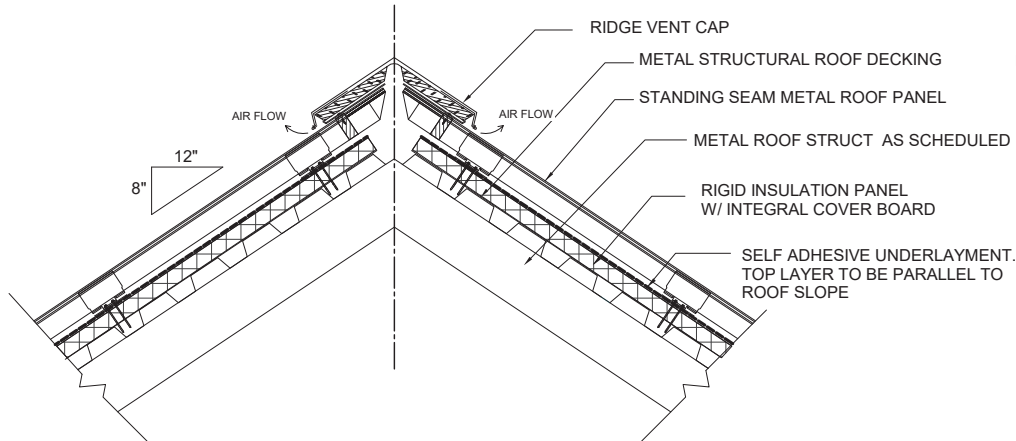 RIDGE VENT CAP
METAL STRUCTURAL ROOF DECKING
STANDING SEAM METAL ROOF PANEL
AIR FLOW
AIR FLOW
METAL ROOF STRUCT AS SCHEDULED
12"
8"
RIGID INSULATION PANEL
W/ INTEGRAL COVER BOARD
SELF ADHESIVE UNDERLAYMENT.
TOP LAYER TO BE PARALLEL TO
ROOF SLOPE